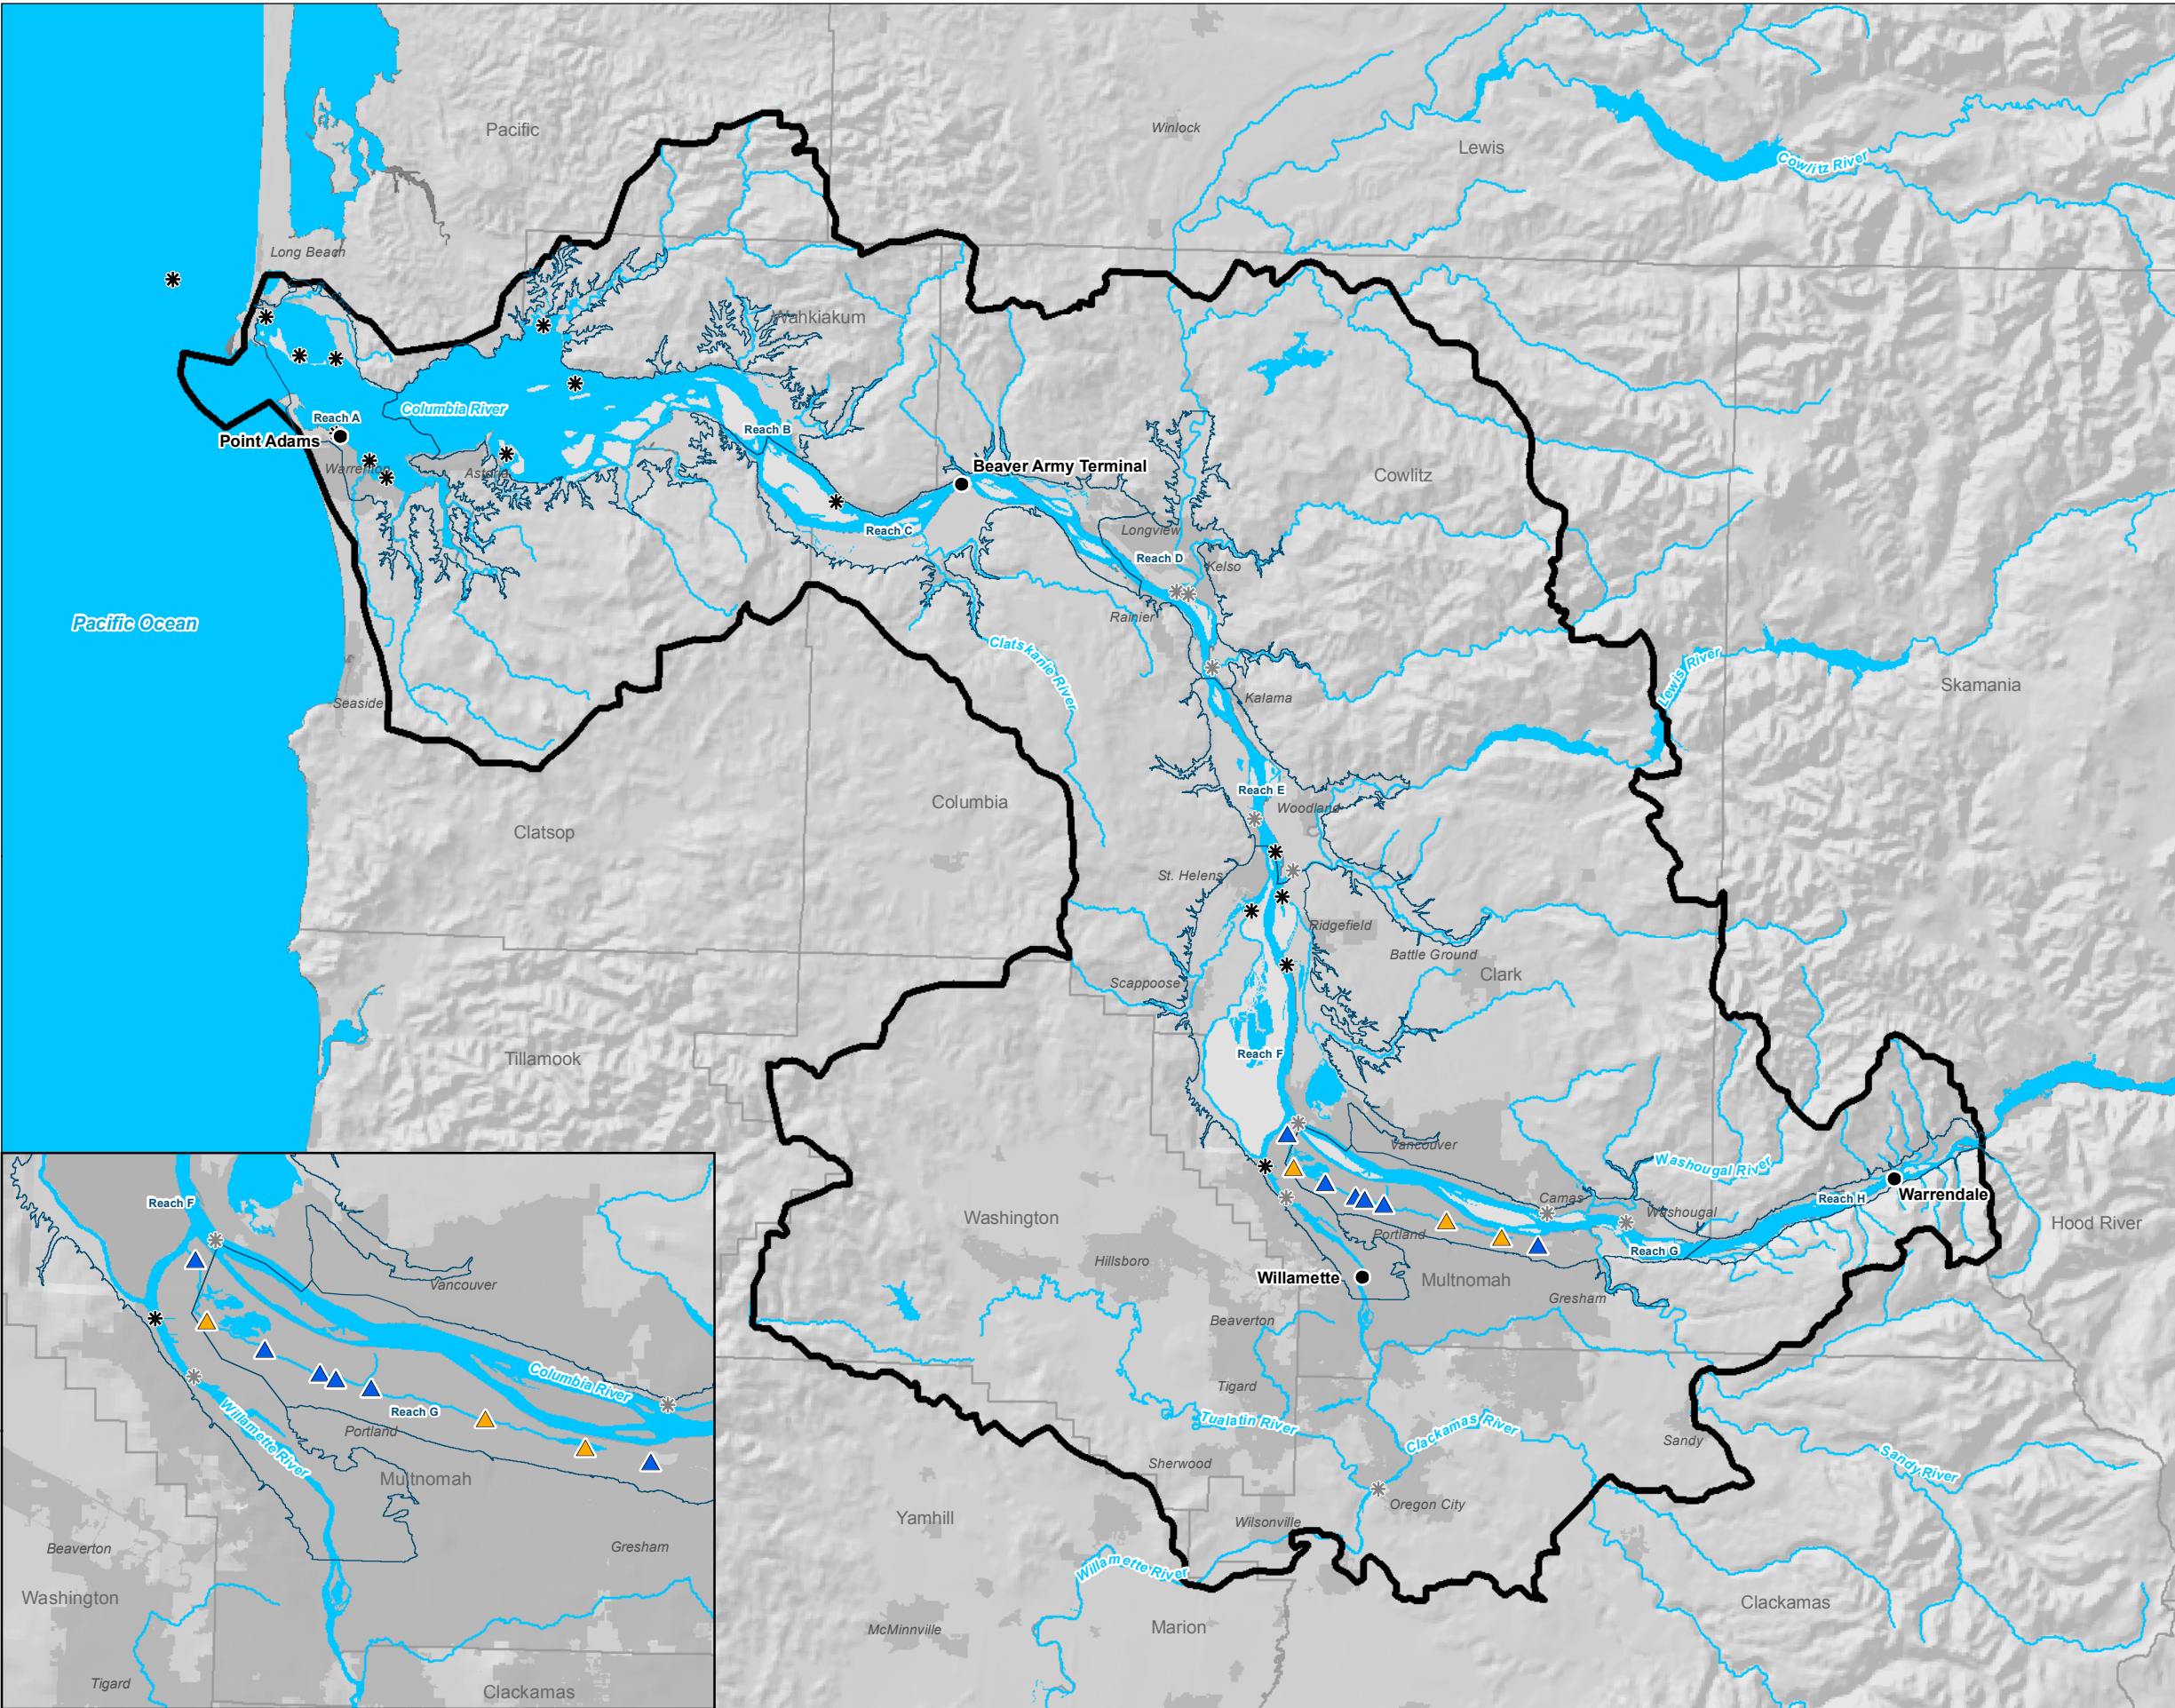 Pacific
Winlock
Lewis
Cowlitz River
Long Beach
Wahkiakum
Columbia River
Reach A
Point Adams
Warrenton
Astoria
Reach B
Beaver Army Terminal
Cowlitz
Reach C
Longview
Reach D
Kelso
Rainier
Pacific Ocean
Clatskanie River
Lewis River
Skamania
Seaside
Kalama
Reach E
Woodland
Columbia
Clatsop
St. Helens
Ridgefield
Battle Ground
Clark
Scappoose
Tillamook
Reach F
Vancouver
Washougal River
Camas
Washougal
Reach H
Warrendale
Hood River
Washington
Portland
Reach G
Hillsboro
Willamette
Multnomah
Gresham
Beaverton
Tigard
Tualatin River
Clackamas River
Sandy
Sandy River
Sherwood
Oregon City
Yamhill
Wilsonville
Willamette River
McMinnville
Marion
Clackamas
Reach F
Vancouver
Columbia River
Reach G
Portland
Willamette River
Multnomah
Beaverton
Gresham
Washington
Tigard
Clackamas